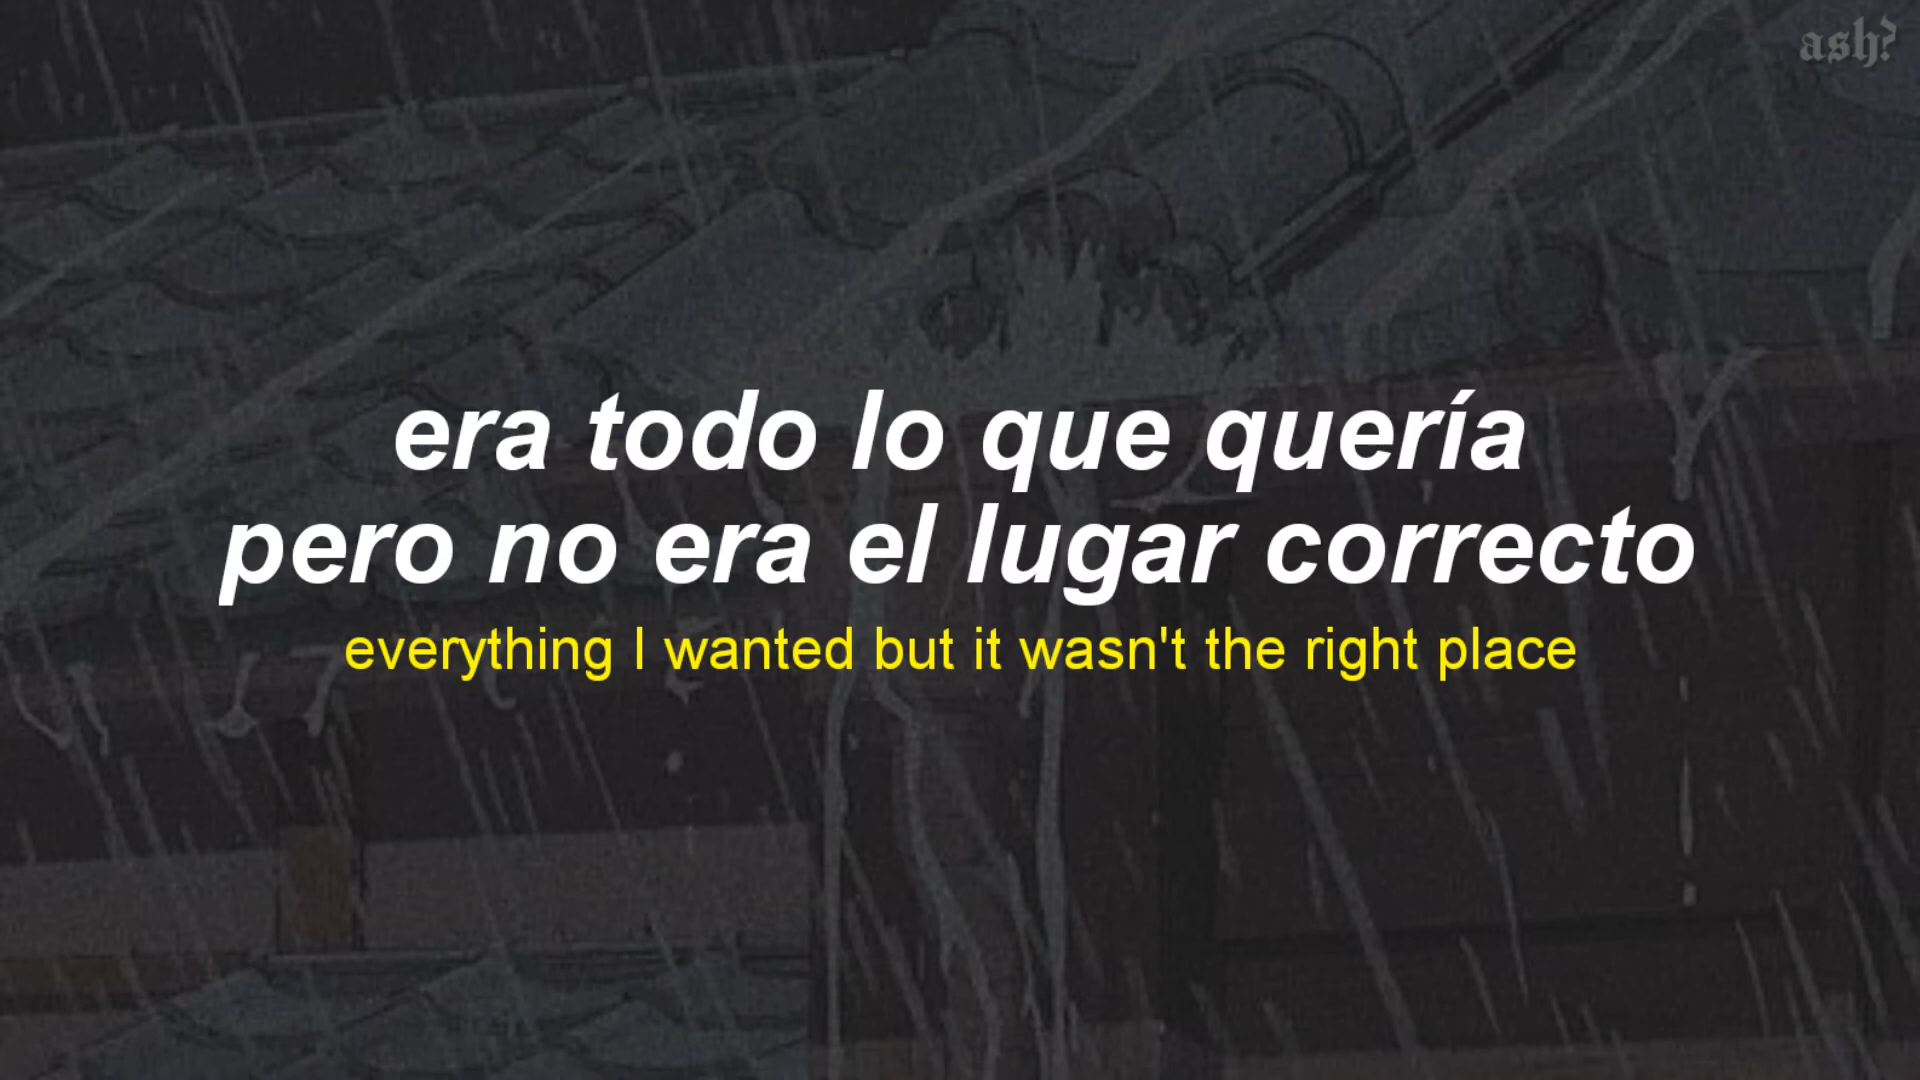 ash?
era todo lo que quería
pero no era el lugar correcto
everything I wanted but it wasn't the right place